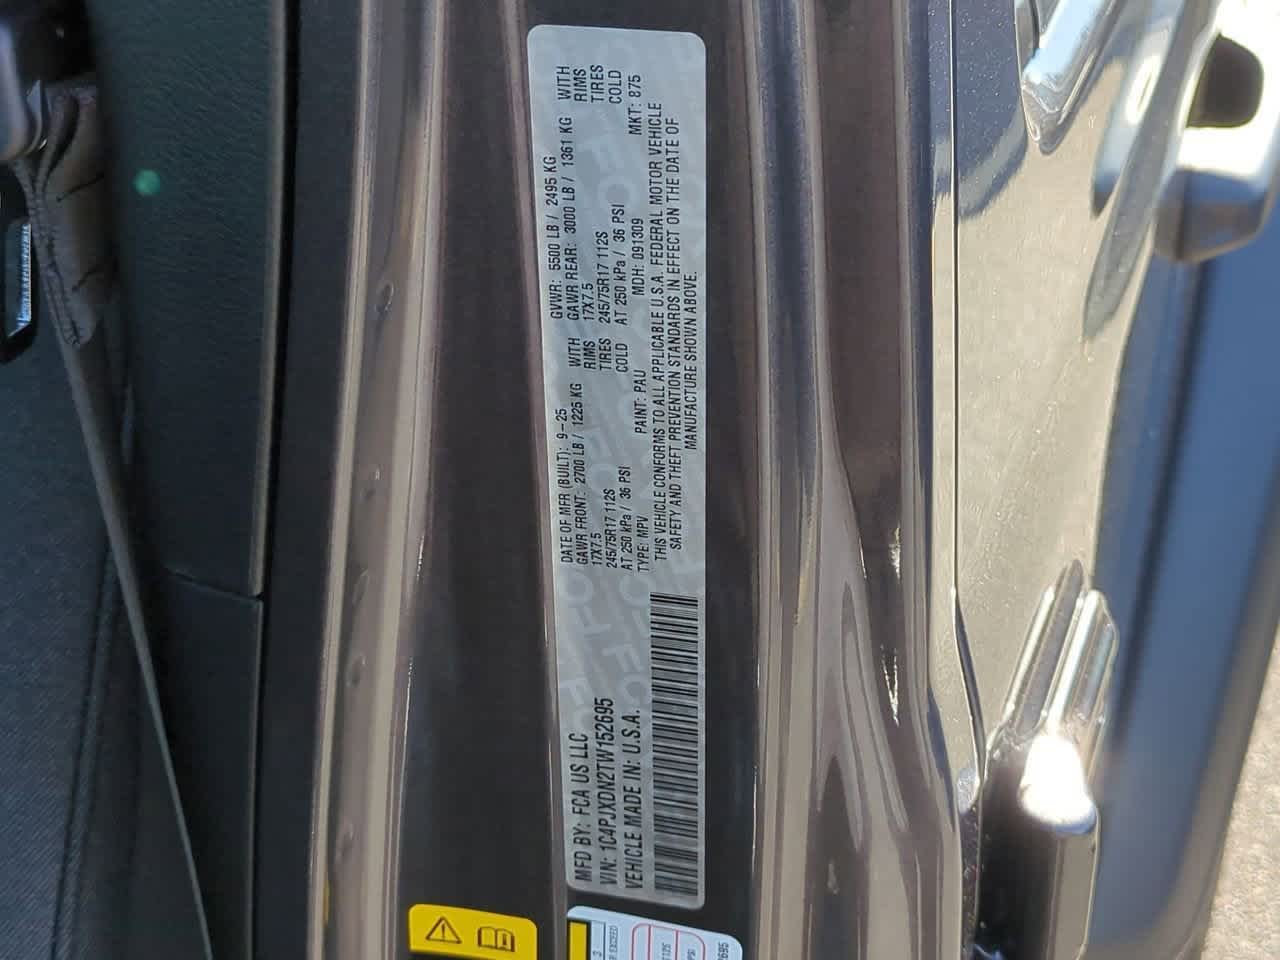 MFD BY: FCA US LLC
VIN: 1C4PJXDN2TW152695
VEHICLE MADE IN: U.S.A.
DATE OF MFR (BUILT): 9-25
GVWR: 5500 LB / 2495 KG
GAWR FRONT: 2700 LB / 1225 KG WITH
17X7.5 RIMS
245/75R17 112S TIRES
AT 250 kPa / 36 PSI COLD
GAWR REAR: 3000 LB / 1361 KG WITH
17X7.5 RIMS
245/75R17 112S TIRES
AT 250 kPa / 36 PSI COLD
TYPE: MPV PAINT: PAU MDH: 091309 MKT: 875
THIS VEHICLE CONFORMS TO ALL APPLICABLE U.S.A. FEDERAL MOTOR VEHICLE
SAFETY AND THEFT PREVENTION STANDARDS IN EFFECT ON THE DATE OF
MANUFACTURE SHOWN ABOVE.